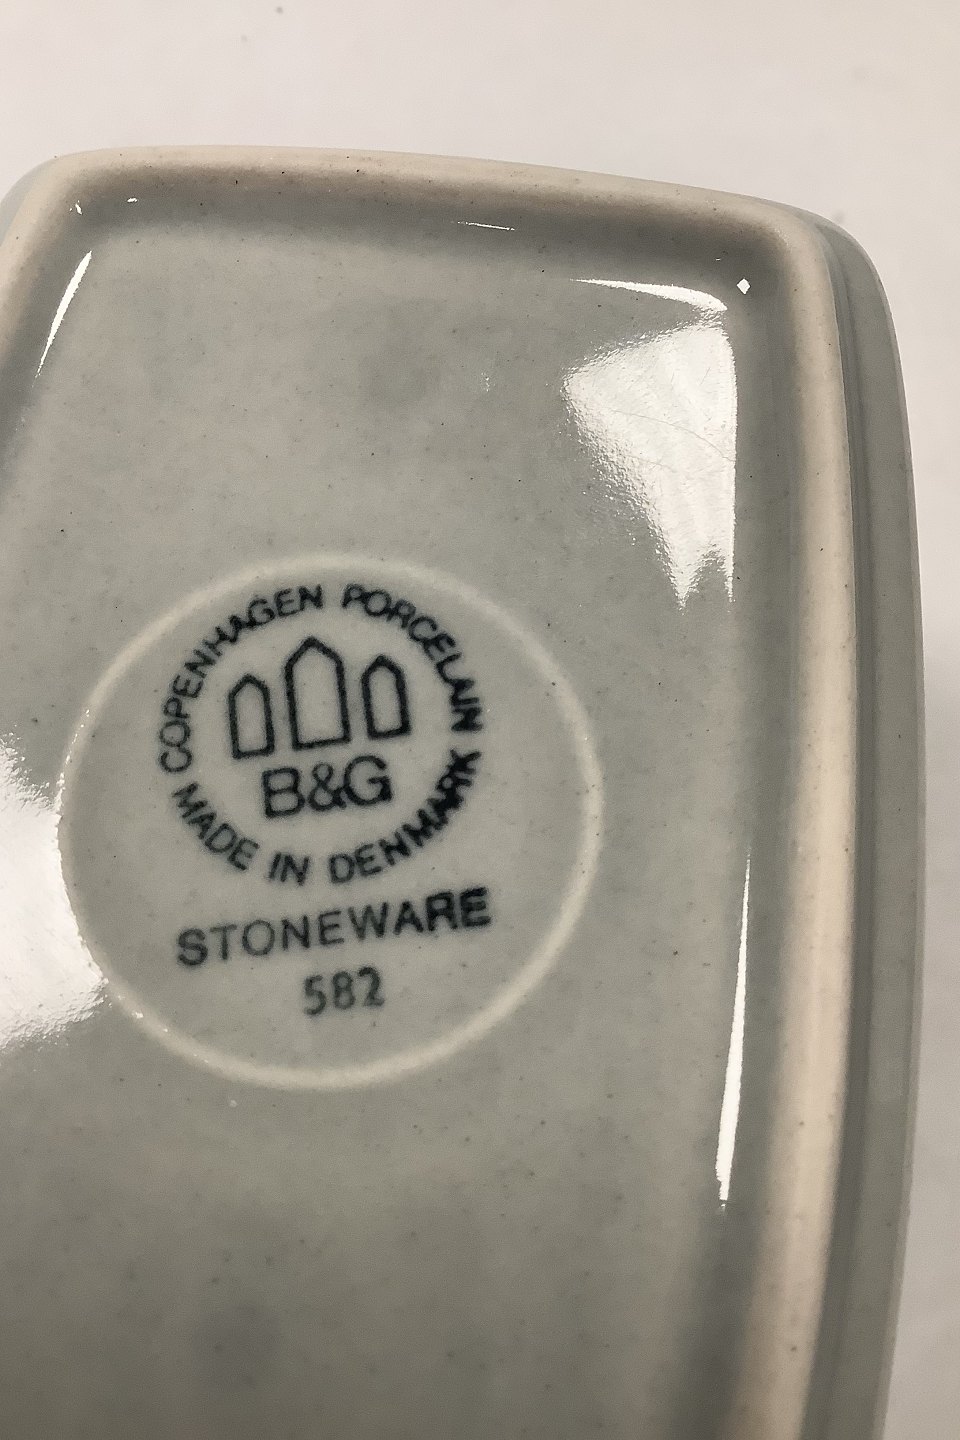 COPENHAGEN PORCELAIN
B&G
MADE IN DENMARK
STONEWARE
582